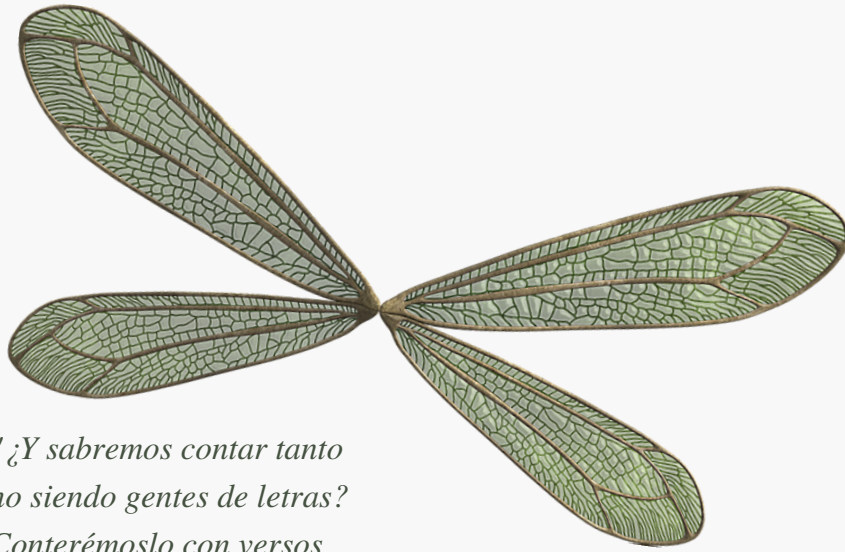 ¿Y sabremos contar tanto
no siendo gentes de letras?
Conterémoslo con versos